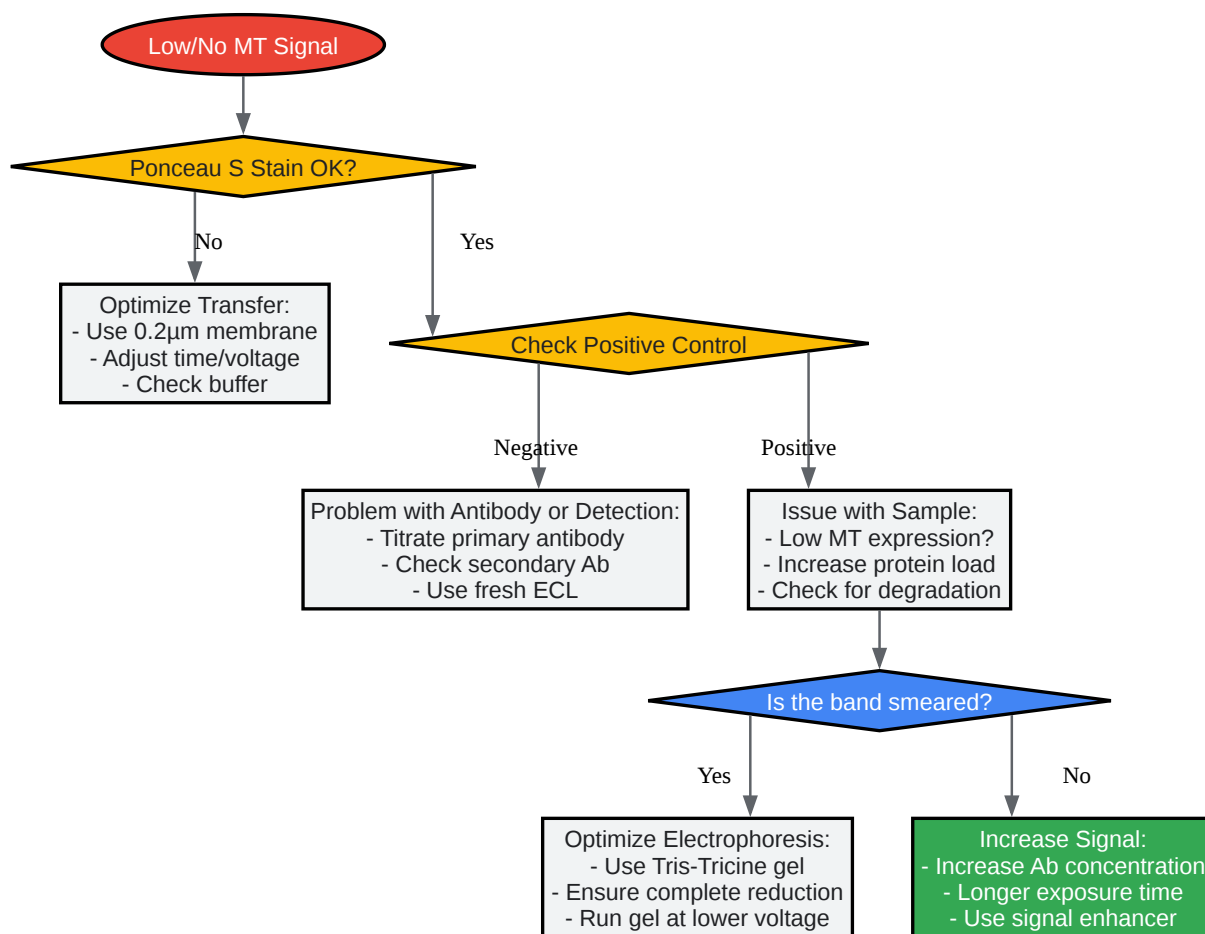 Low/No MT Signal
Ponceau S Stain OK?
No
Yes
Optimize Transfer:
- Use 0.2µm membrane
- Adjust time/voltage
- Check buffer
Check Positive Control
Negative
Positive
Problem with Antibody or Detection:
- Titrate primary antibody
- Check secondary Ab
- Use fresh ECL
Issue with Sample:
- Low MT expression?
- Increase protein load
- Check for degradation
Is the band smeared?
Yes
No
Optimize Electrophoresis:
- Use Tris-Tricine gel
- Ensure complete reduction
- Run gel at lower voltage
Increase Signal:
- Increase Ab concentration
- Longer exposure time
- Use signal enhancer